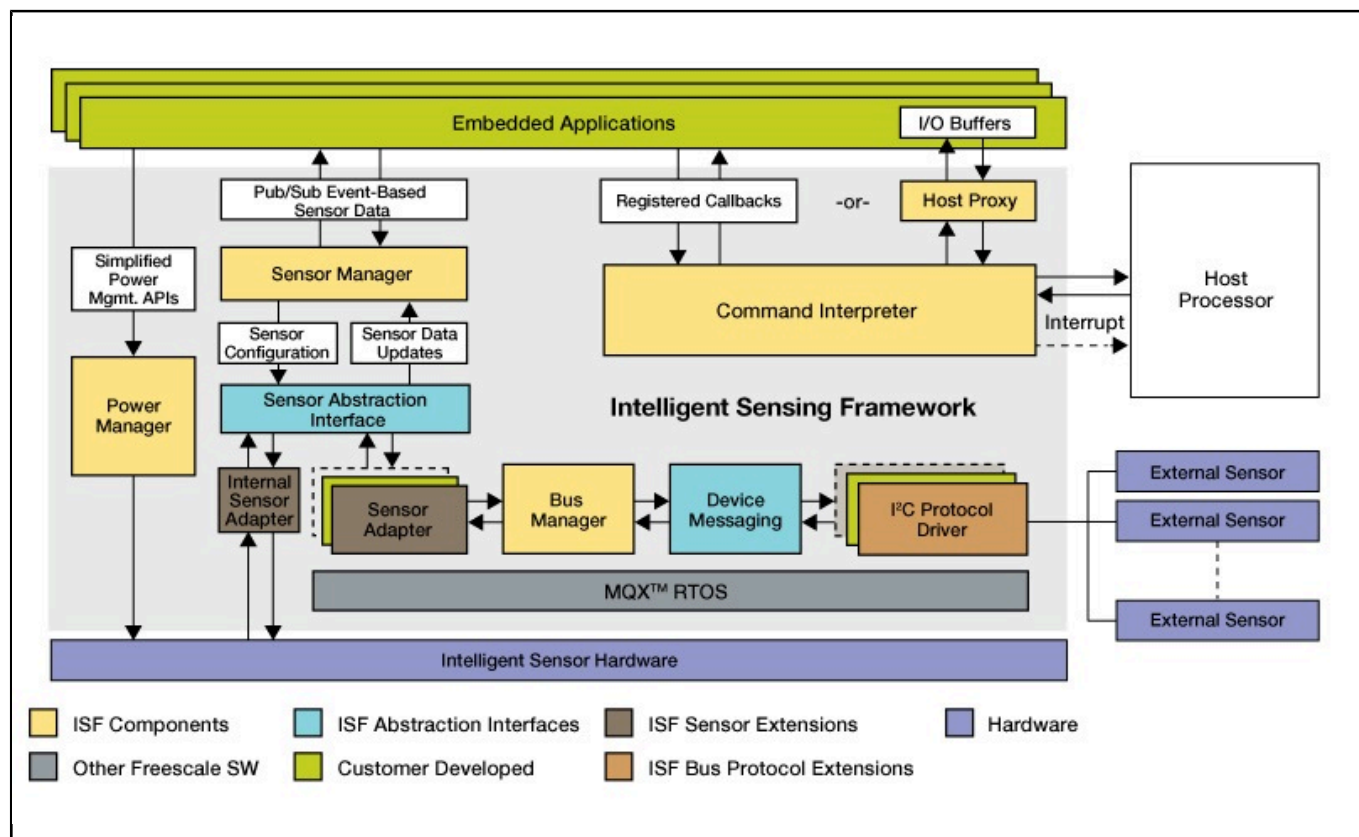 Embedded Applications
I/O Buffers
Pub/Sub Event-Based
Sensor Data
Registered Callbacks
-or-
Host Proxy
Simplified
Power
Mgmt. APIs
Sensor Manager
Command Interpreter
Host
Processor
Interrupt
Sensor
Configuration
Sensor Data
Updates
Power
Manager
Sensor Abstraction
Interface
Intelligent Sensing Framework
Internal
Sensor
Adapter
Sensor
Adapter
Bus
Manager
Device
Messaging
I²C Protocol
Driver
External Sensor
External Sensor
External Sensor
MQX™ RTOS
Intelligent Sensor Hardware
ISF Components
ISF Abstraction Interfaces
ISF Sensor Extensions
Hardware
Other Freescale SW
Customer Developed
ISF Bus Protocol Extensions